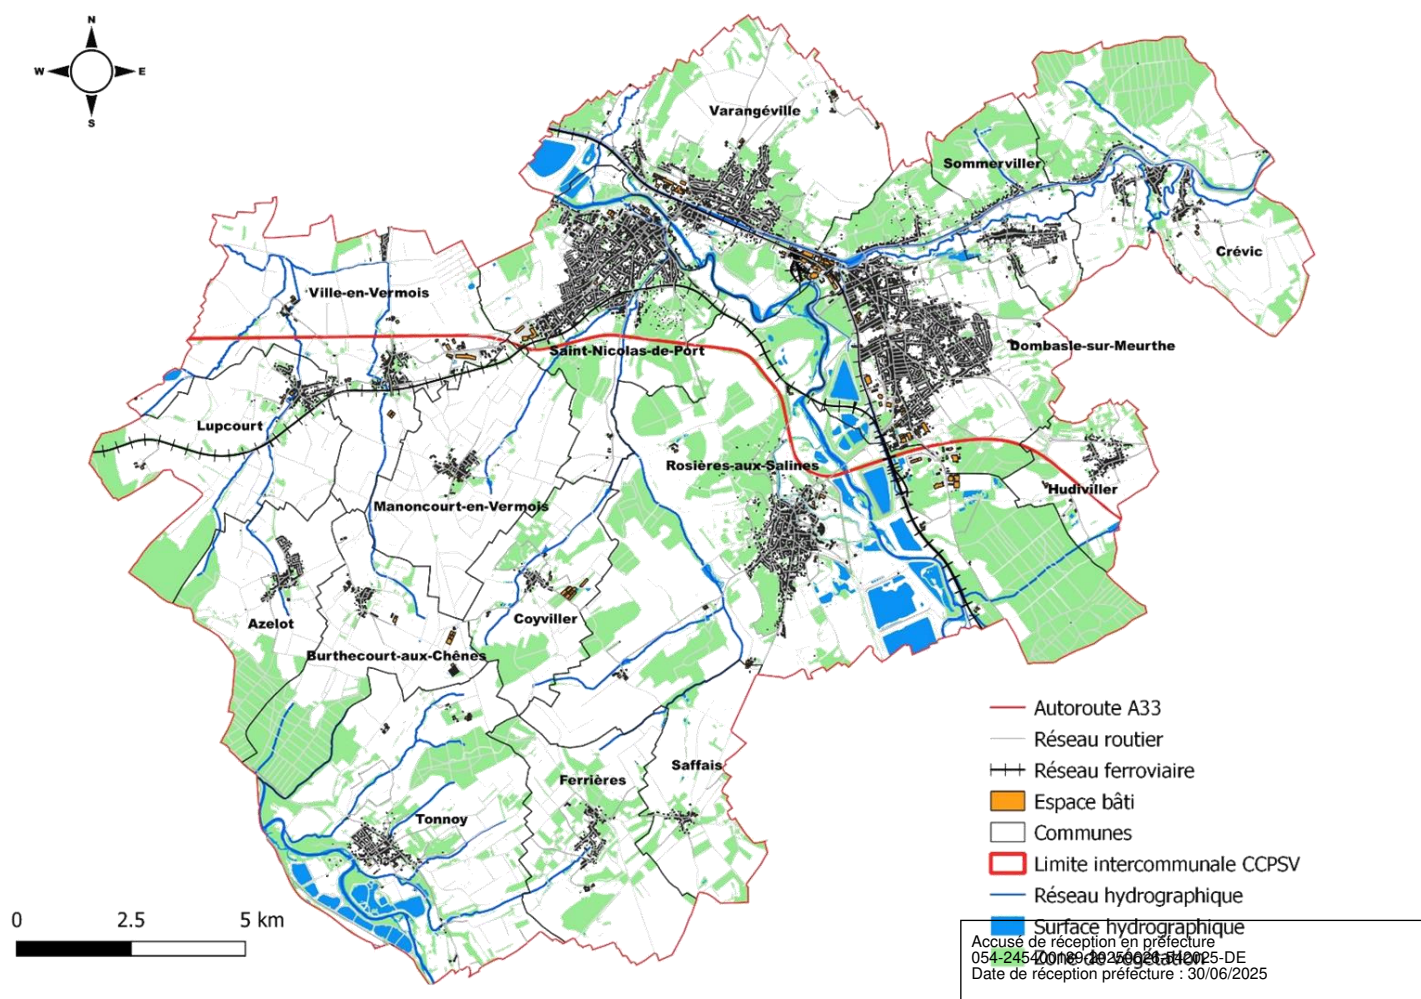 N
W E
S
Varangéville
Sommerviller
Crévic
Ville-en-Vermois
Saint-Nicolas-de-Port
Dombasle-sur-Meurthe
Lupcourt
Rosières-aux-Salines
Hudiviller
Manoncourt-en-Vermois
Azelot
Coyviller
Burthecourt-aux-Chênes
Saffais
Ferrières
Tonnoy
Autoroute A33
Réseau routier
Réseau ferroviaire
Espace bâti
Communes
Limite intercommunale CCPSV
Réseau hydrographique
Surface hydrographique
Zone de végétation
0 2.5 5 km
Accusé de réception en préfecture
Date de réception préfecture : 30/06/2025